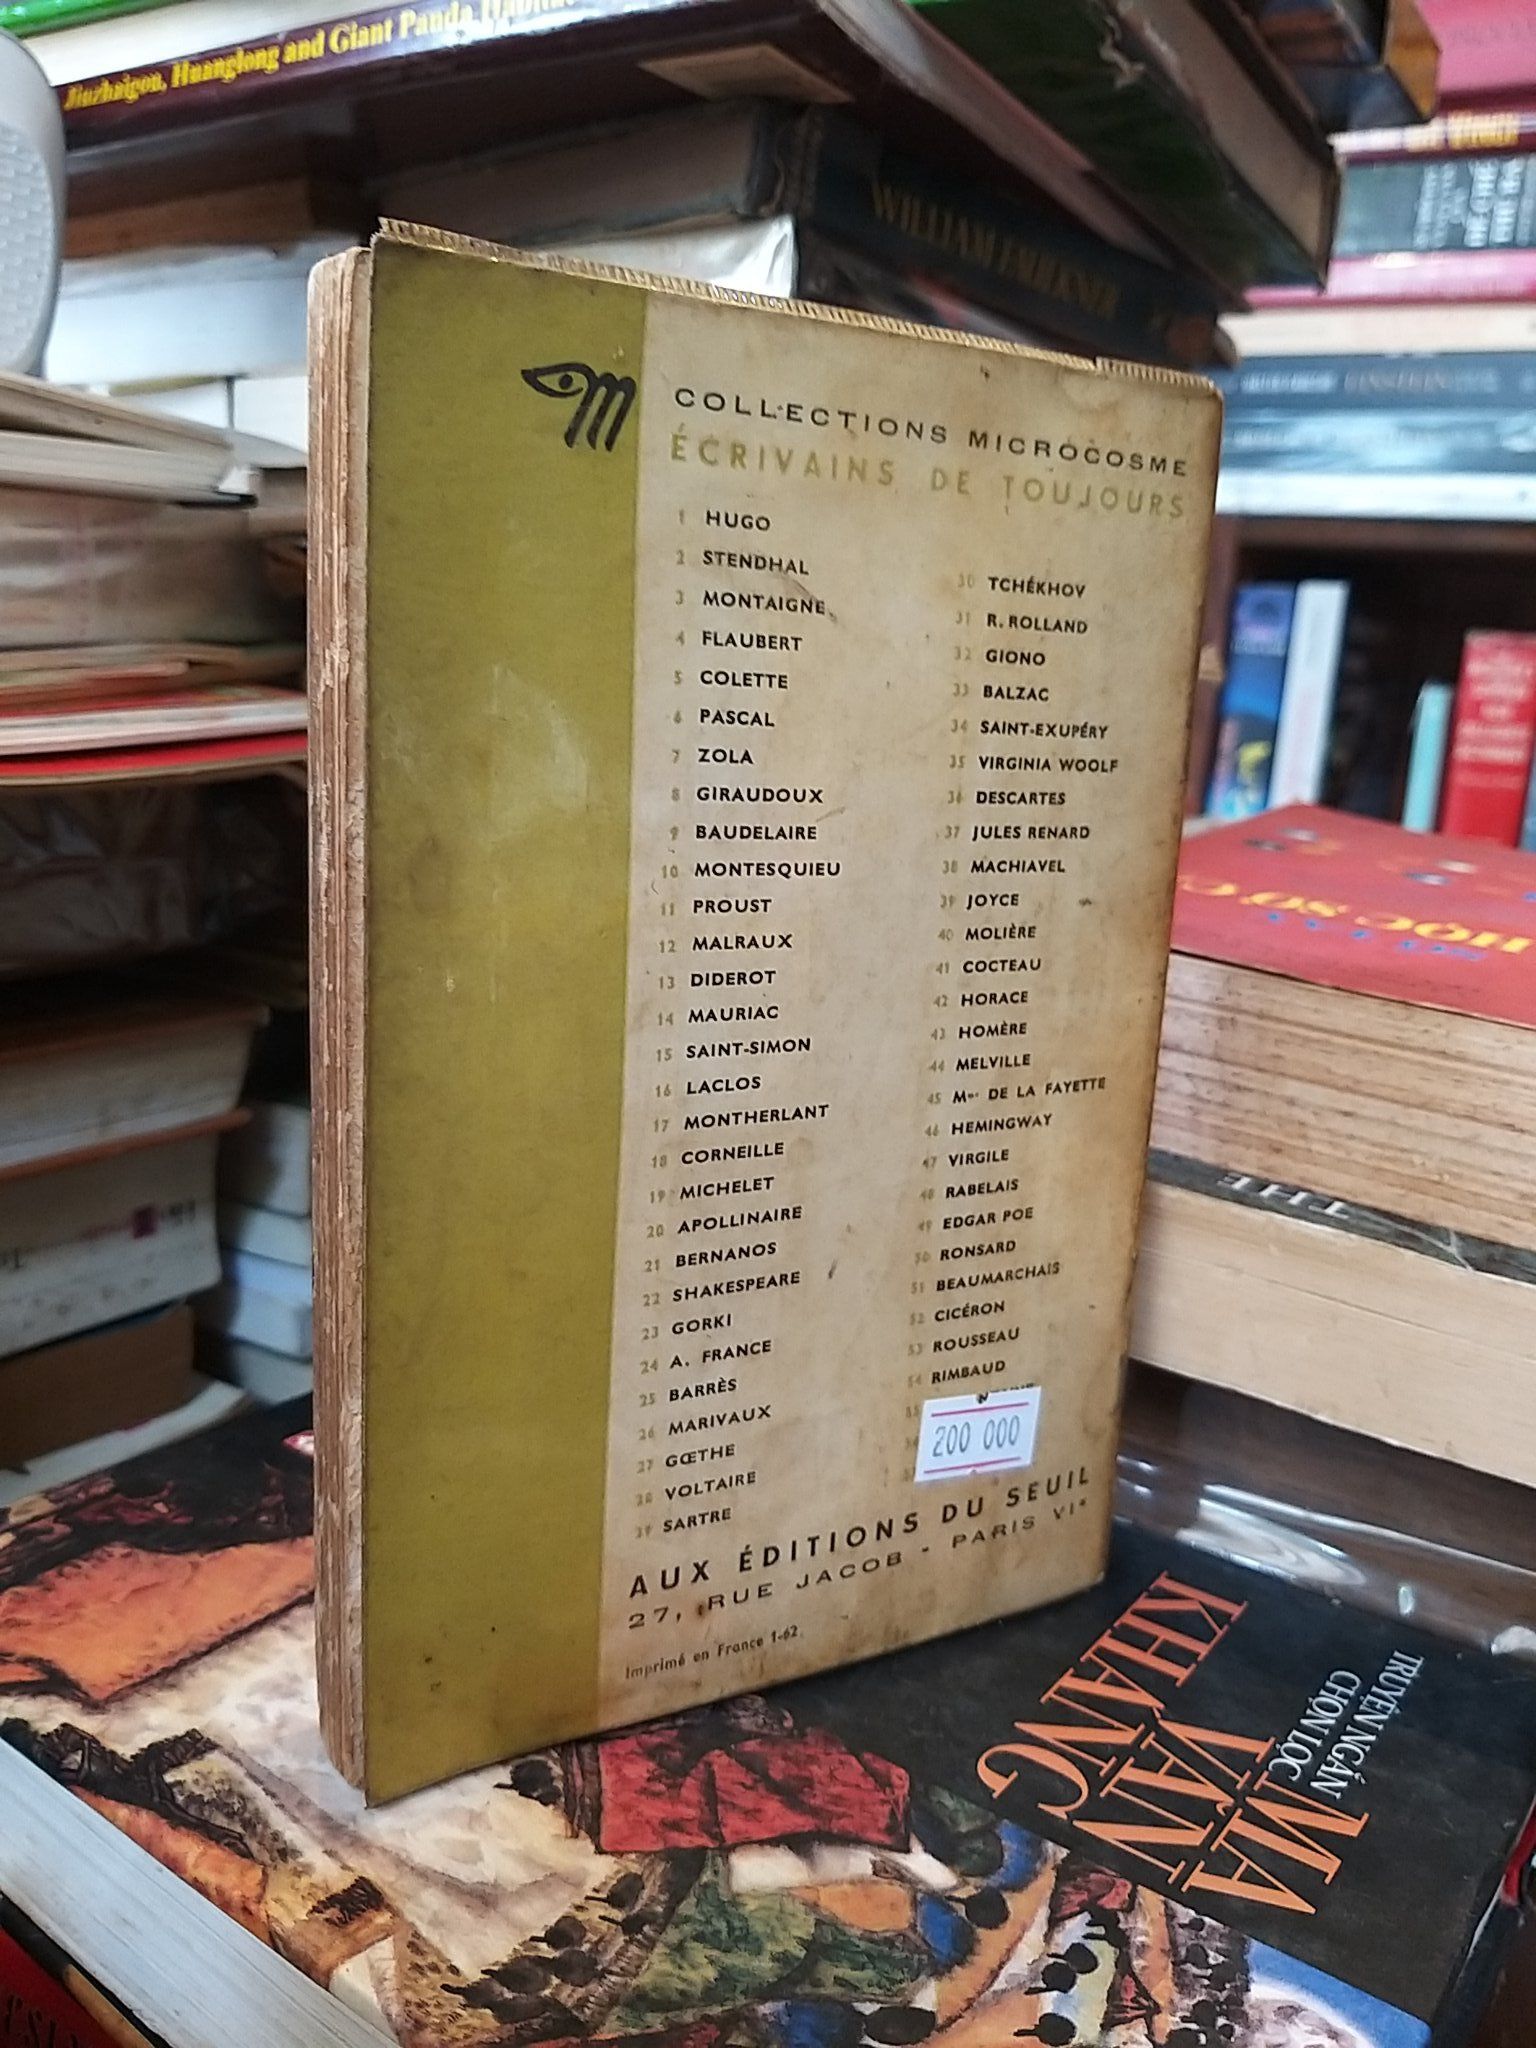 Jiuzhaigou, Huanglong and Giant Panda
WILLIAM FAULKNER
EINSTEIN
COLLECTIONS MICROCOSME
ÉCRIVAINS DE TOUJOURS
1 HUGO
2 STENDHAL
3 MONTAIGNE
4 FLAUBERT
5 COLETTE
6 PASCAL
7 ZOLA
8 GIRAUDOUX
9 BAUDELAIRE
10 MONTESQUIEU
11 PROUST
12 MALRAUX
13 DIDEROT
14 MAURIAC
15 SAINT-SIMON
16 LACLOS
17 MONTHERLANT
18 CORNEILLE
19 MICHELET
20 APOLLINAIRE
21 BERNANOS
22 SHAKESPEARE
23 GORKI
24 A. FRANCE
25 BARRÈS
26 MARIVAUX
27 GŒTHE
28 VOLTAIRE
29 SARTRE
30 TCHÉKHOV
31 R. ROLLAND
32 GIONO
33 BALZAC
34 SAINT-EXUPÉRY
35 VIRGINIA WOOLF
36 DESCARTES
37 JULES RENARD
38 MACHIAVEL
39 JOYCE
40 MOLIÈRE
41 COCTEAU
42 HORACE
43 HOMÈRE
44 MELVILLE
45 Mme DE LA FAYETTE
46 HEMINGWAY
47 VIRGILE
48 RABELAIS
49 EDGAR POE
50 RONSARD
51 BEAUMARCHAIS
52 CICÉRON
53 ROUSSEAU
54 RIMBAUD
55
200 000
AUX ÉDITIONS DU SEUIL
27, RUE JACOB - PARIS VIe
Imprimé en France 1-62
THE
TRUYỆN NGẮN
CHỌN LỌC
MA VĂN
KHÁNG